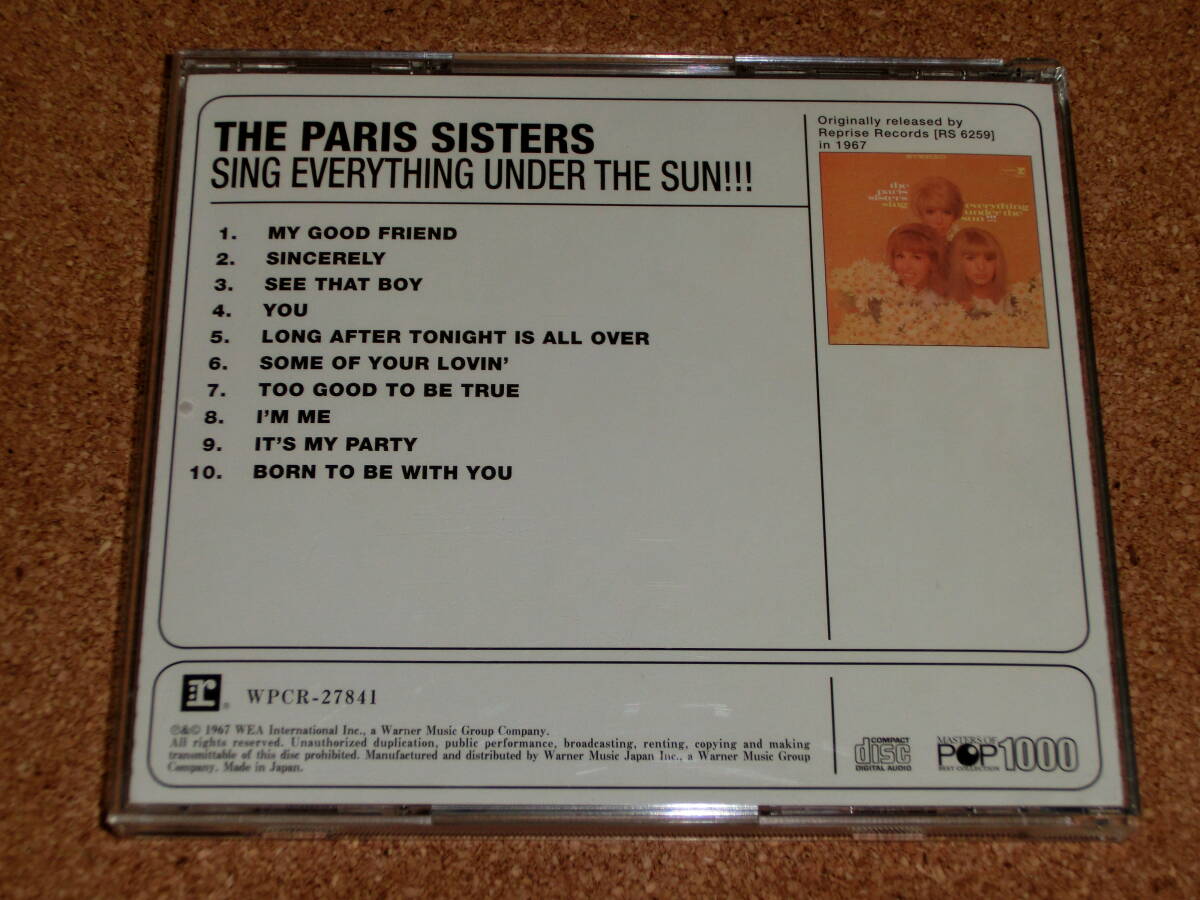 THE PARIS SISTERS
SING EVERYTHING UNDER THE SUN!!!
1. MY GOOD FRIEND
2. SINCERELY
3. SEE THAT BOY
4. YOU
5. LONG AFTER TONIGHT IS ALL OVER
6. SOME OF YOUR LOVIN'
7. TOO GOOD TO BE TRUE
8. I'M ME
9. IT'S MY PARTY
10. BORN TO BE WITH YOU
Originally released by
Reprise Records [RS 6259]
in 1967
STEREO
the
paris
sisters
sing
everything
under the
sun !!!
r ® WPCR-27841
℗&© 1967 WEA International Inc., a Warner Music Group Company.
All rights reserved. Unauthorized duplication, public performance, broadcasting, renting, copying and making
transmittable of this disc prohibited. Manufactured and distributed by Warner Music Japan Inc., a Warner Music Group
Company. Made in Japan.
COMPACT
disc
DIGITAL AUDIO
MASTERS OF
POP 1000
BEST COLLECTION